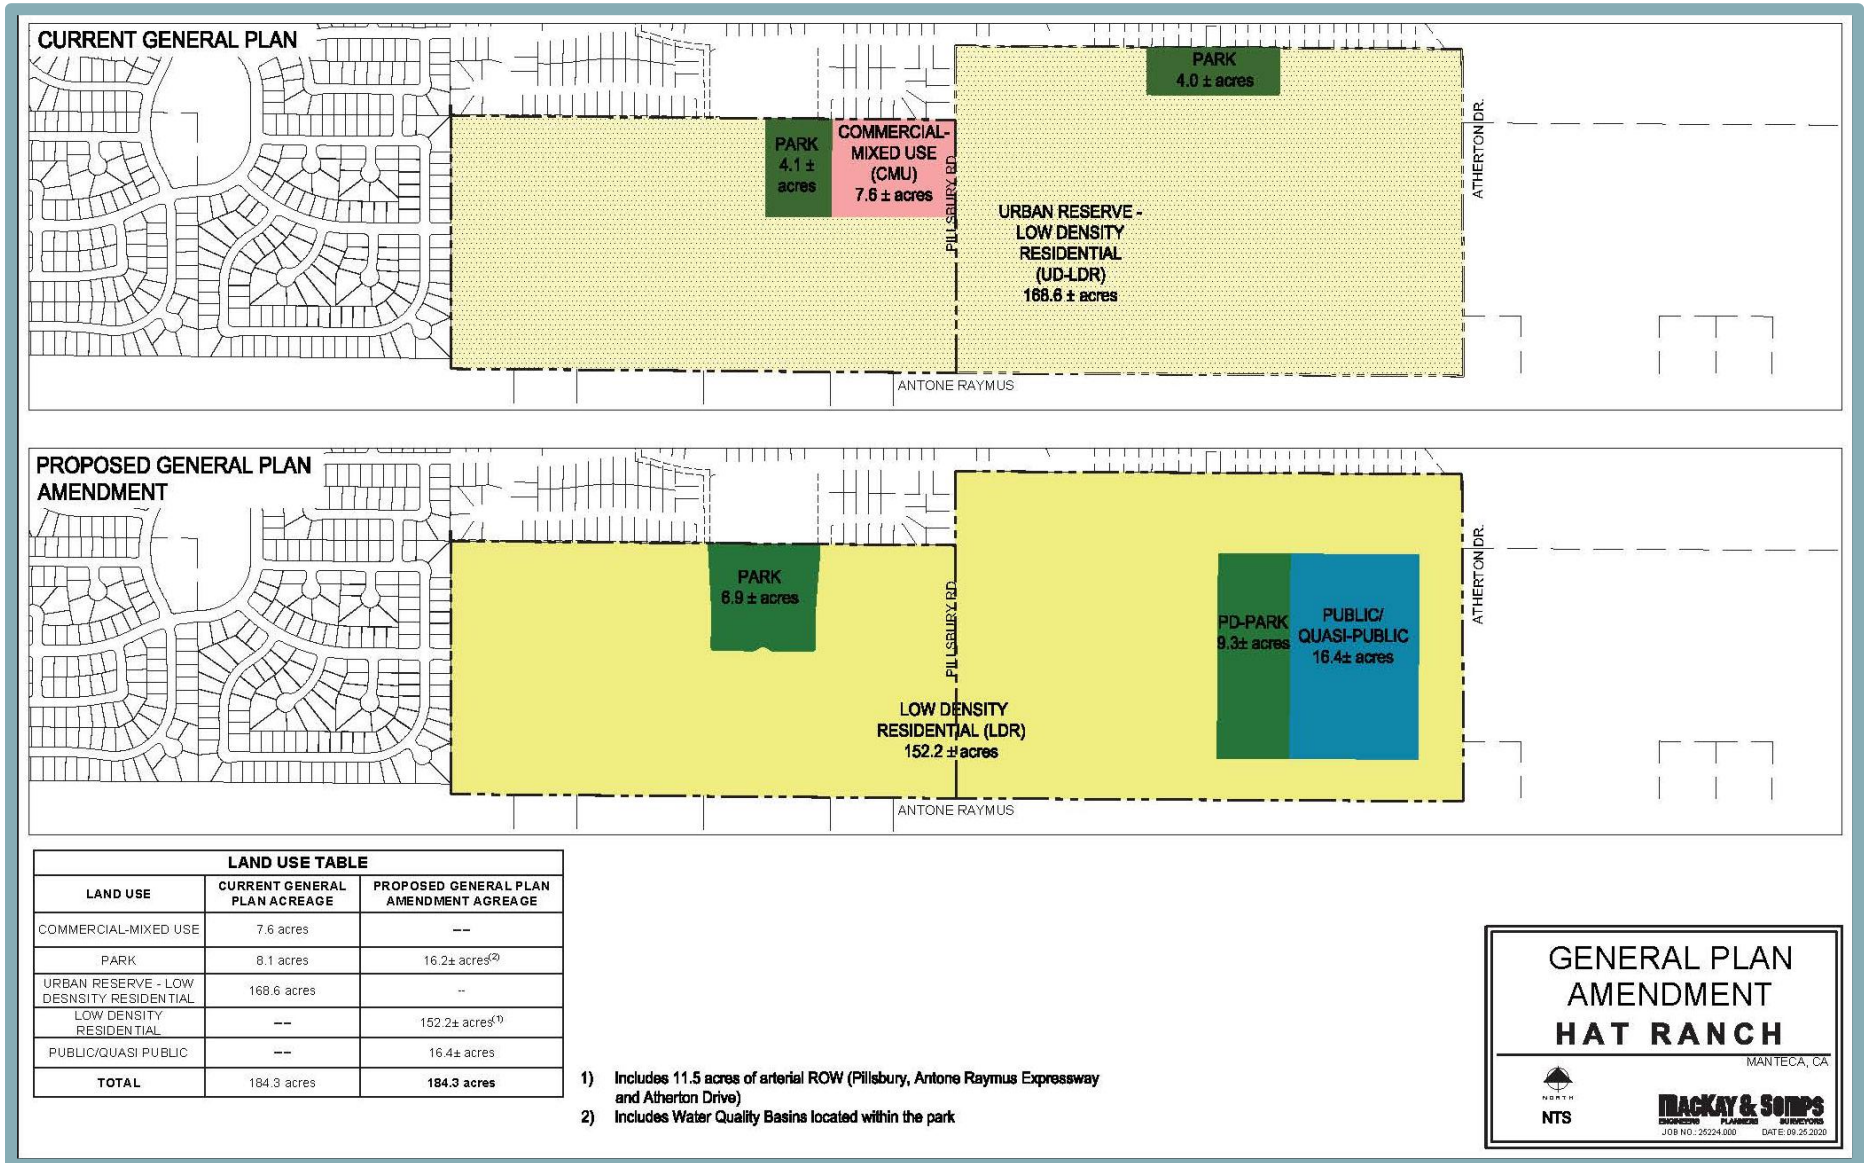 CURRENT GENERAL PLAN
PARK
4.0 ± acres
PARK
4.1 ±
acres
COMMERCIAL-
MIXED USE
(CMU)
7.6 ± acres
PILLSBURY RD
URBAN RESERVE -
LOW DENSITY
RESIDENTIAL
(UD-LDR)
168.6 ± acres
ATHERTON DR.
ANTONE RAYMUS
PROPOSED GENERAL PLAN
AMENDMENT
PARK
6.9 ± acres
PILLSBURY RD
PD-PARK
9.3± acres
PUBLIC/
QUASI-PUBLIC
16.4± acres
LOW DENSITY
RESIDENTIAL (LDR)
152.2 ± acres
ATHERTON DR.
ANTONE RAYMUS
LAND USE TABLE
LAND USE CURRENT GENERAL PLAN ACREAGE PROPOSED GENERAL PLAN AMENDMENT AGREAGE
COMMERCIAL-MIXED USE 7.6 acres --
PARK 8.1 acres 16.2± acres(2)
URBAN RESERVE - LOW DESNSITY RESIDENTIAL 168.6 acres --
LOW DENSITY RESIDENTIAL -- 152.2± acres(1)
PUBLIC/QUASI PUBLIC -- 16.4± acres
TOTAL 184.3 acres 184.3 acres
1) Includes 11.5 acres of arterial ROW (Pillsbury, Antone Raymus Expressway
and Atherton Drive)
2) Includes Water Quality Basins located within the park
GENERAL PLAN
AMENDMENT
HAT RANCH
MANTECA, CA
NORTH
NTS
MACKAY & SOMPS
ENGINEERS PLANNERS SURVEYORS
JOB NO.: 25224.000 DATE: 09.25.2020